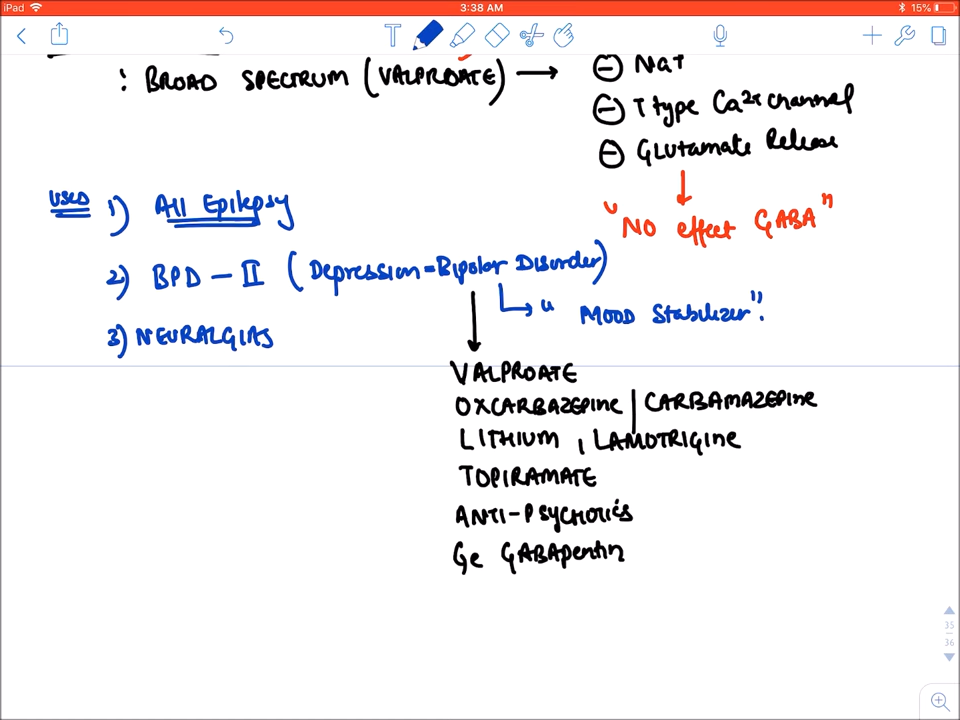 iPad 3:38 AM 15%
T
: BROAD SPECTRUM (VALPROATE) → ⊖ Na+
⊖ T type Ca2+ channel
⊖ Glutamate Release
"NO effect GABA"
USED 1) All Epilepsy
2) BPD - II (Depression = Bipolar Disorder)
" MOOD Stabilizer".
3) NEURALGIAS
VALPROATE
OXCARBAZEPINE | CARBAMAZEPINE
LITHIUM, LAMOTRIGINE
TOPIRAMATE
ANTI-PSYCHOTICS
Ge GABApentin
35
36